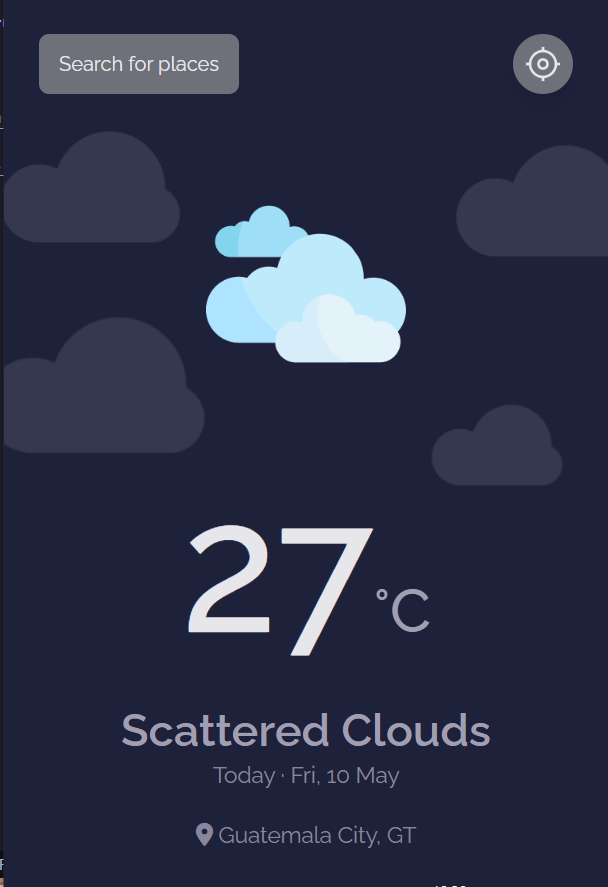 Search for places
27°C
Scattered Clouds
Today · Fri, 10 May
Guatemala City, GT